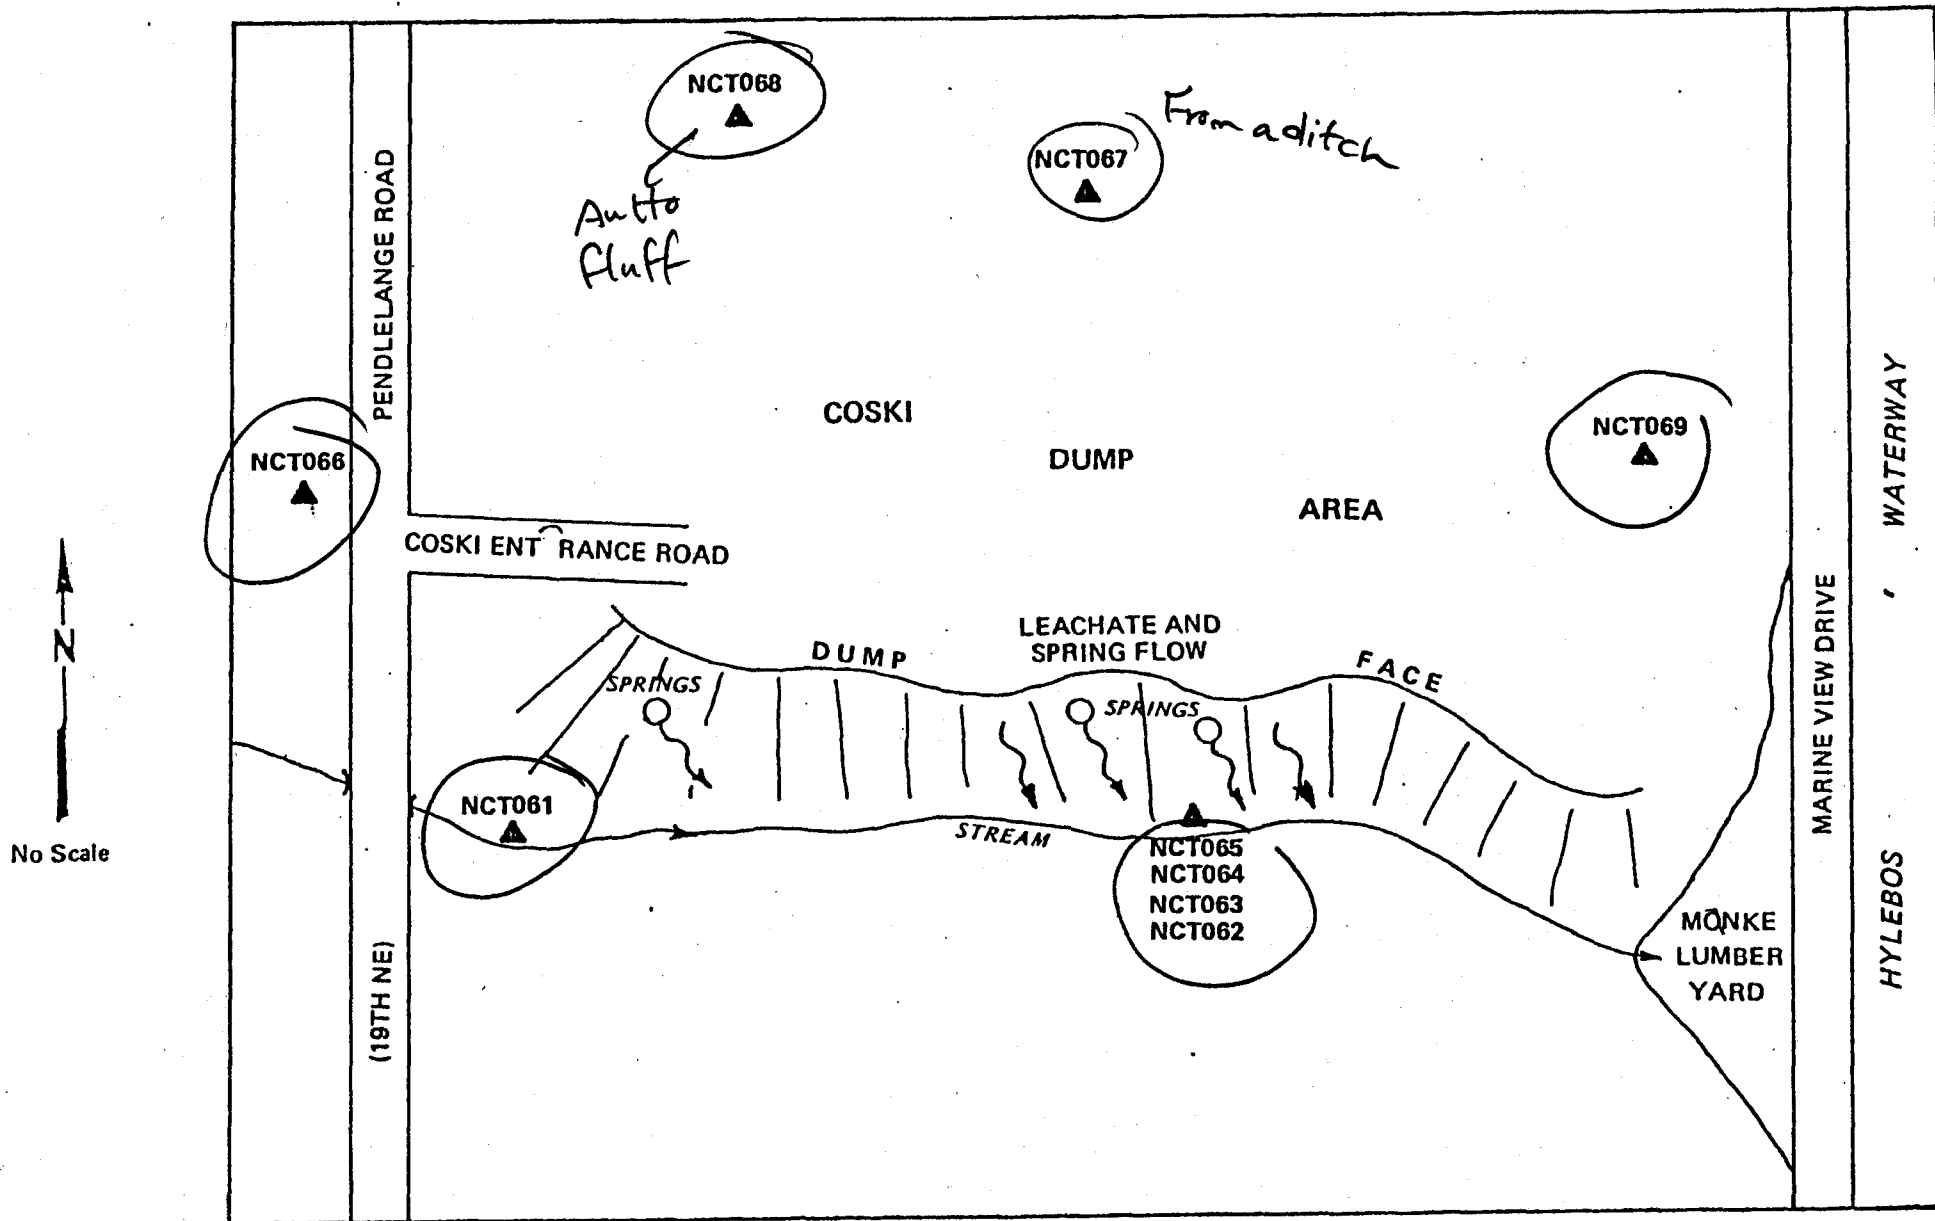 NCT068
From a ditch
NCT067
Autto
fluff
PENDLELANGE ROAD
COSKI
DUMP
AREA
NCT069
NCT066
WATERWAY
COSKI ENT RANCE ROAD
N
No Scale
LEACHATE AND
SPRING FLOW
DUMP
FACE
SPRINGS
SPRINGS
MARINE VIEW DRIVE
NCT061
STREAM
NCT065
NCT064
NCT063
NCT062
MONKE
LUMBER
YARD
HYLEBOS
(19TH NE)